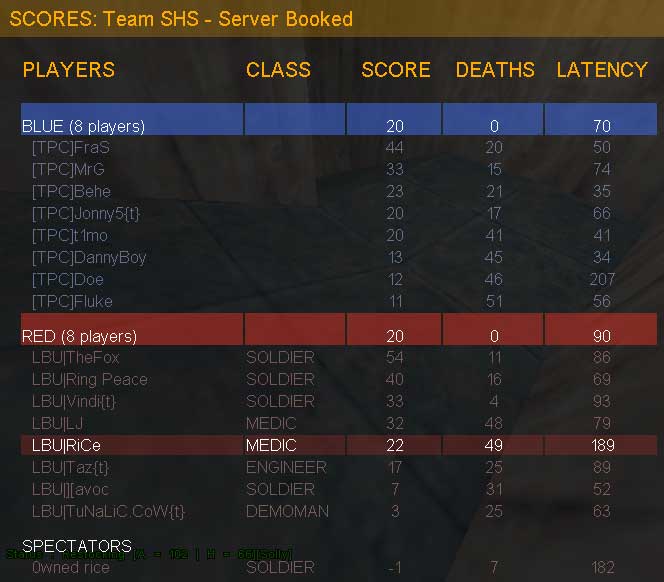 SCORES: Team SHS - Server Booked
PLAYERS CLASS SCORE DEATHS LATENCY
BLUE (8 players) 20 0 70
[TPC]FraS 44 20 50
[TPC]MrG 33 15 74
[TPC]Behe 23 21 35
[TPC]Jonny5{t} 20 17 66
[TPC]t1mo 20 41 41
[TPC]DannyBoy 13 45 34
[TPC]Doe 12 46 207
[TPC]Fluke 11 51 56
RED (8 players) 20 0 90
LBU|TheFox SOLDIER 54 11 86
LBU|Ring Peace SOLDIER 40 16 69
LBU|Vindi{t} SOLDIER 33 4 93
LBU|LJ MEDIC 32 48 79
LBU|RiCe MEDIC 22 49 189
LBU|Taz{t} ENGINEER 17 25 89
LBU|][avoc SOLDIER 7 31 52
LBU|TuNaLiC.CoW{t} DEMOMAN 3 25 63
SPECTATORS
0wned rice SOLDIER -1 7 182